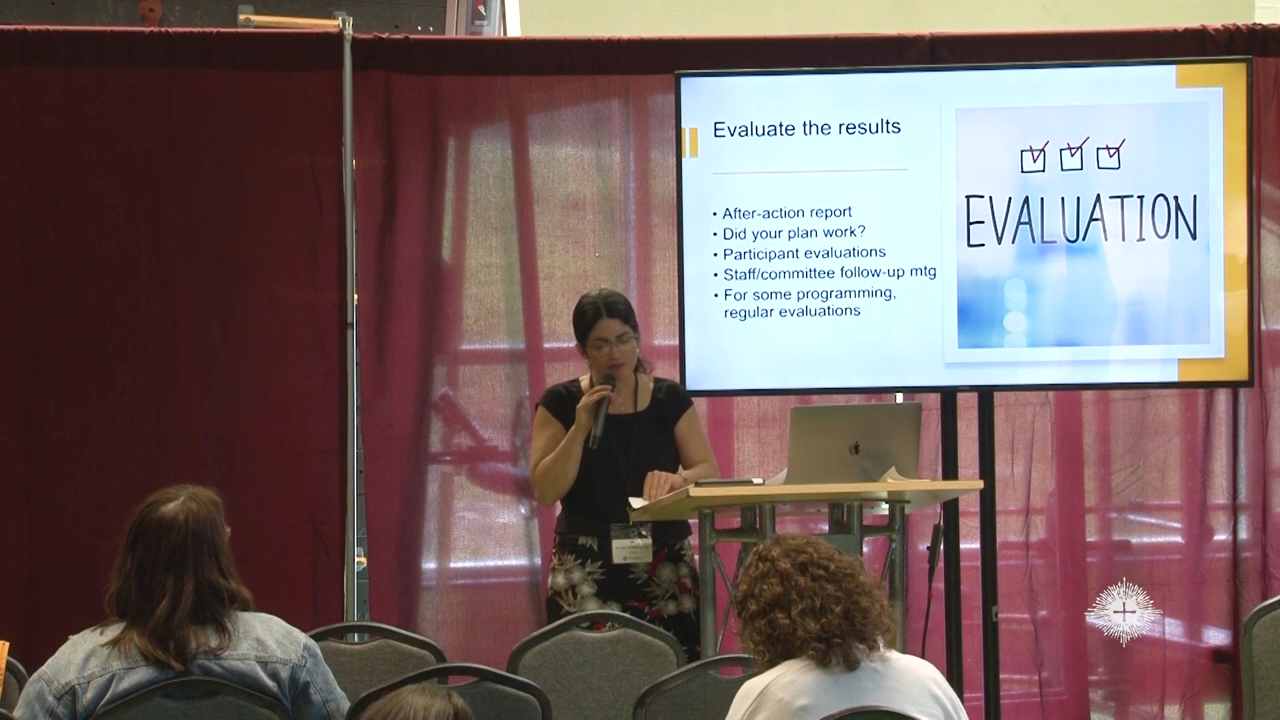 Evaluate the results
• After-action report
• Did your plan work?
• Participant evaluations
• Staff/committee follow-up mtg
• For some programming,
regular evaluations
EVALUATION